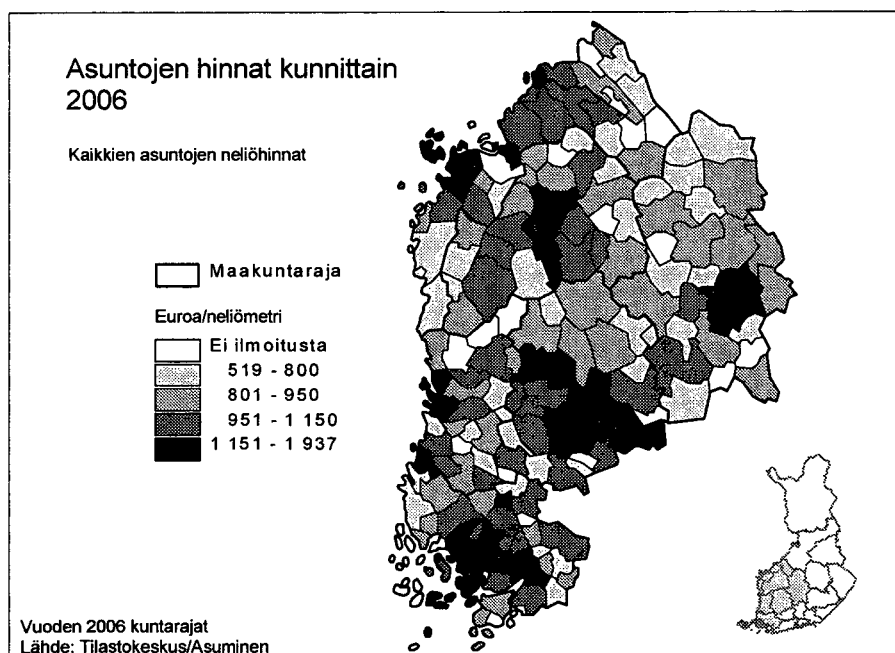 Asuntojen hinnat kunnittain
2006
Kaikkien asuntojen neliöhinnat
Maakuntaraja
Euroa/neliömetri
Ei ilmoitusta
519 - 800
801 - 950
951 - 1 150
1 151 - 1 937
Vuoden 2006 kuntarajat
Lähde: Tilastokeskus/Asuminen